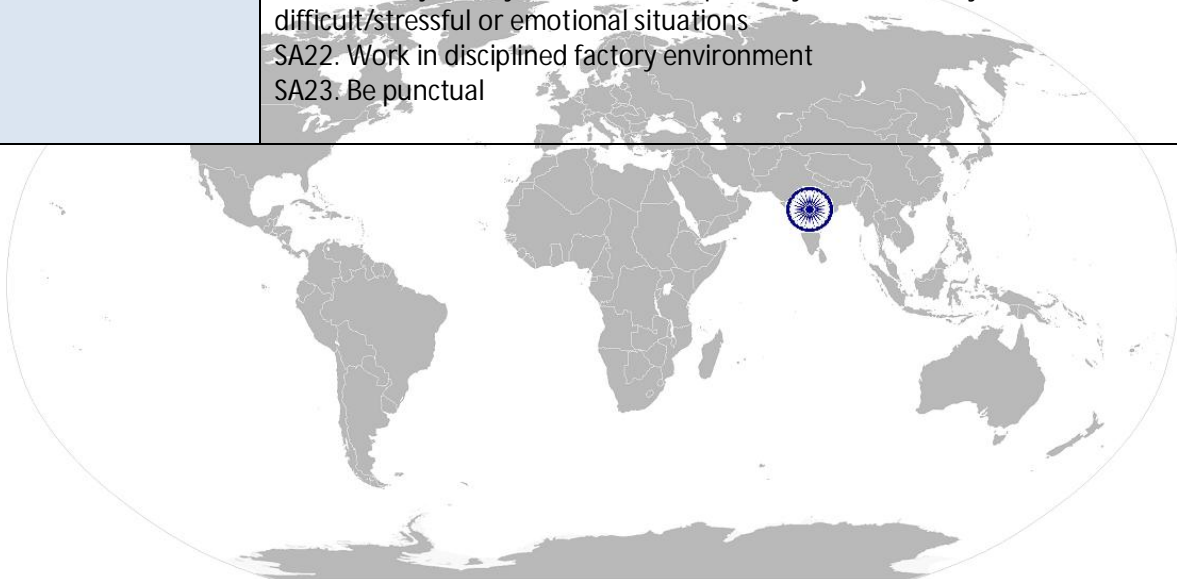 difficult/stressful or emotional situations
SA22. Work in disciplined factory environment
SA23. Be punctual